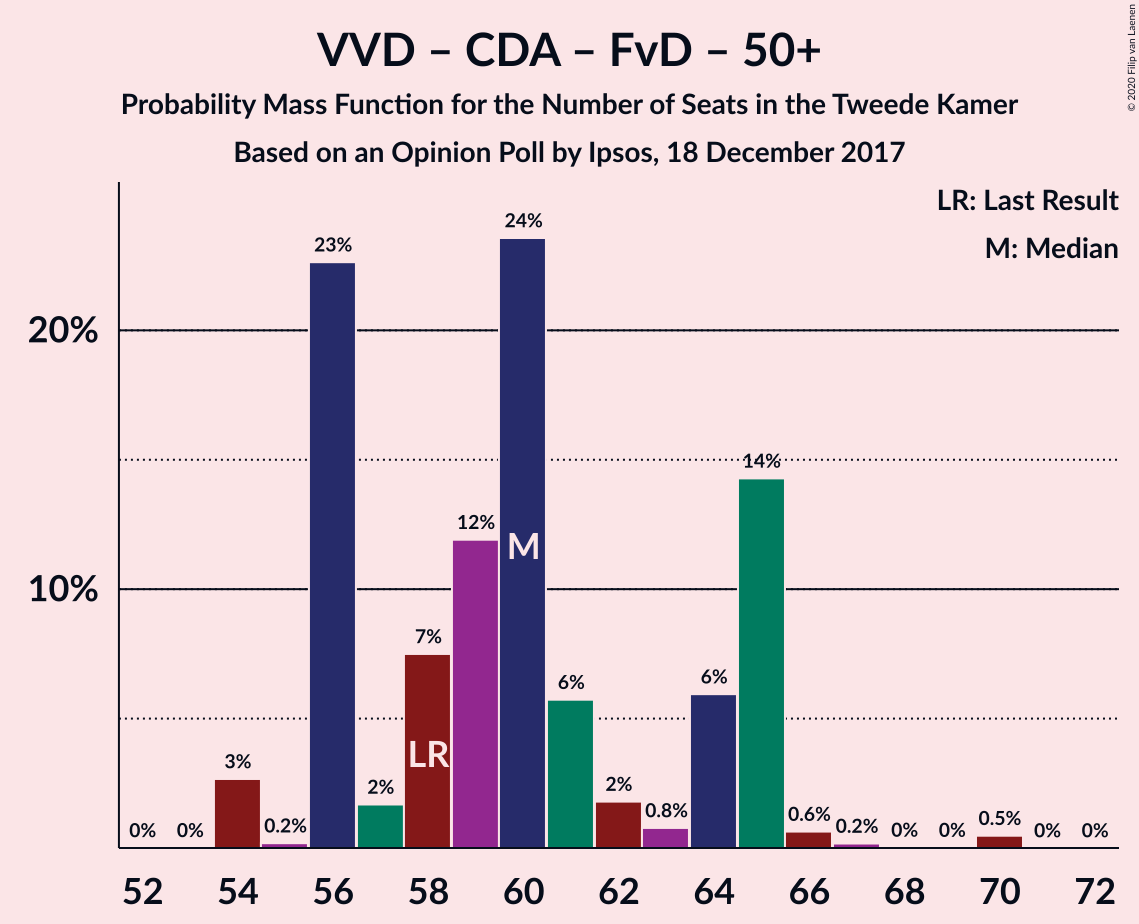 VVD – CDA – FvD – 50+
Probability Mass Function for the Number of Seats in the Tweede Kamer
Based on an Opinion Poll by Ipsos, 18 December 2017
© 2020 Filip van Laenen
LR: Last Result
M: Median
20%
10%
0% 0% 3% 0.2% 23% 2% 7% 12% 24% 6% 2% 0.8% 6% 14% 0.6% 0.2% 0% 0% 0.5% 0% 0%
LR M
52 54 56 58 60 62 64 66 68 70 72